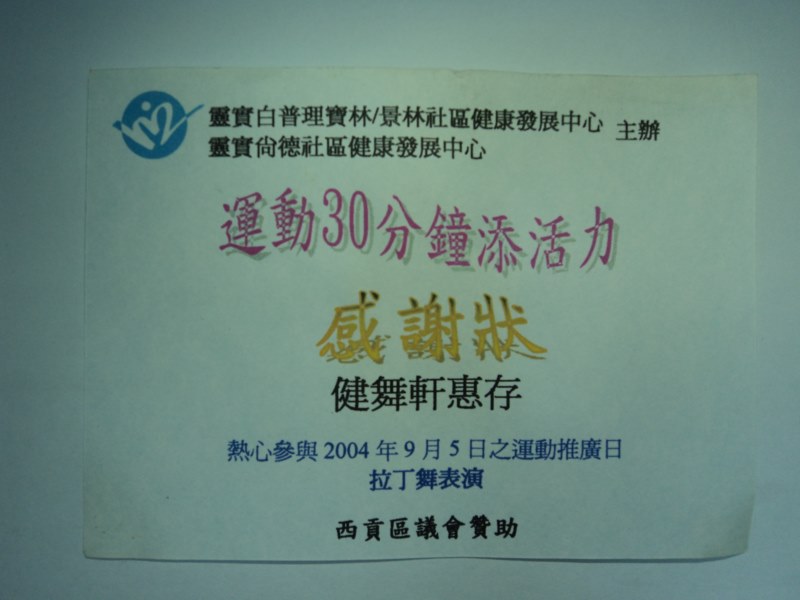 靈實白普理寶林/景林社區健康發展中心
靈實尚德社區健康發展中心
主辦
運動30分鐘添活力
感謝狀
健舞軒惠存
熱心參與 2004 年 9 月 5 日之運動推廣日
拉丁舞表演
西貢區議會贊助